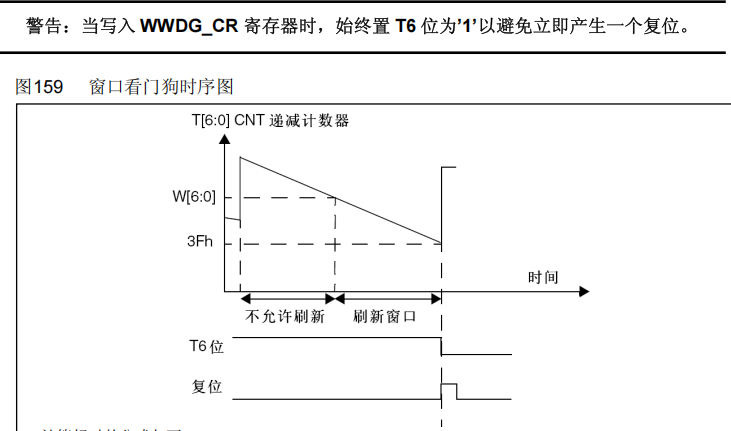 警告：当写入 WWDG_CR 寄存器时，始终置 T6 位为’1’以避免立即产生一个复位。
图159 窗口看门狗时序图
T[6:0] CNT 递减计数器
W[6:0]
3Fh
时间
不允许刷新 刷新窗口
T6位
复位